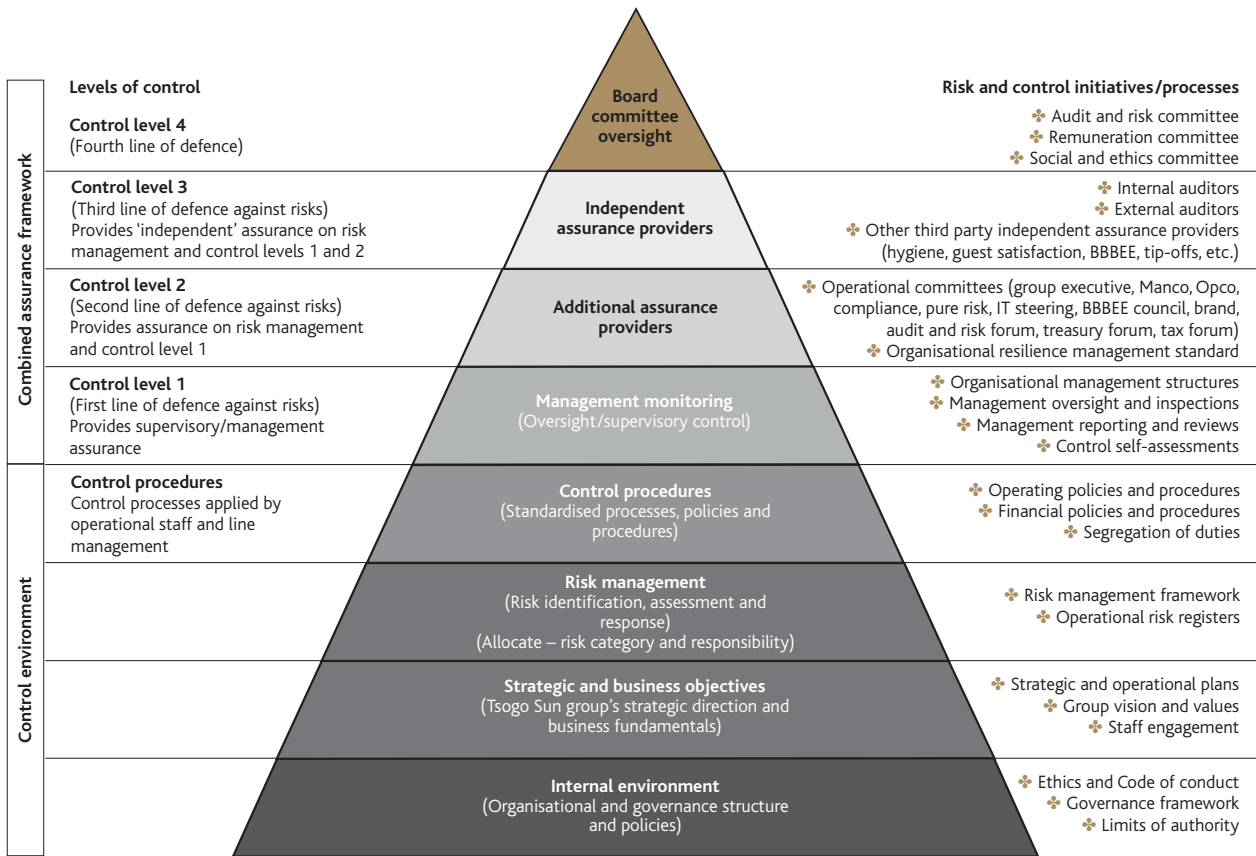 Combined assurance framework
Control environment
Levels of control
Control level 4
(Fourth line of defence)
Board
committee
oversight
Risk and control initiatives/processes
✤ Audit and risk committee
✤ Remuneration committee
✤ Social and ethics committee
Control level 3
(Third line of defence against risks)
Provides ‘independent’ assurance on risk
management and control levels 1 and 2
Independent
assurance providers
✤ Internal auditors
✤ External auditors
✤ Other third party independent assurance providers
(hygiene, guest satisfaction, BBBEE, tip-offs, etc.)
Control level 2
(Second line of defence against risks)
Provides assurance on risk management
and control level 1
Additional assurance
providers
✤ Operational committees (group executive, Manco, Opco,
compliance, pure risk, IT steering, BBBEE council, brand,
audit and risk forum, treasury forum, tax forum)
✤ Organisational resilience management standard
Control level 1
(First line of defence against risks)
Provides supervisory/management
assurance
Management monitoring
(Oversight/supervisory control)
✤ Organisational management structures
✤ Management oversight and inspections
✤ Management reporting and reviews
✤ Control self-assessments
Control procedures
Control processes applied by
operational staff and line
management
Control procedures
(Standardised processes, policies and
procedures)
✤ Operating policies and procedures
✤ Financial policies and procedures
✤ Segregation of duties
Risk management
(Risk identification, assessment and
response)
(Allocate – risk category and responsibility)
✤ Risk management framework
✤ Operational risk registers
Strategic and business objectives
(Tsogo Sun group’s strategic direction and
business fundamentals)
✤ Strategic and operational plans
✤ Group vision and values
✤ Staff engagement
Internal environment
(Organisational and governance structure
and policies)
✤ Ethics and Code of conduct
✤ Governance framework
✤ Limits of authority